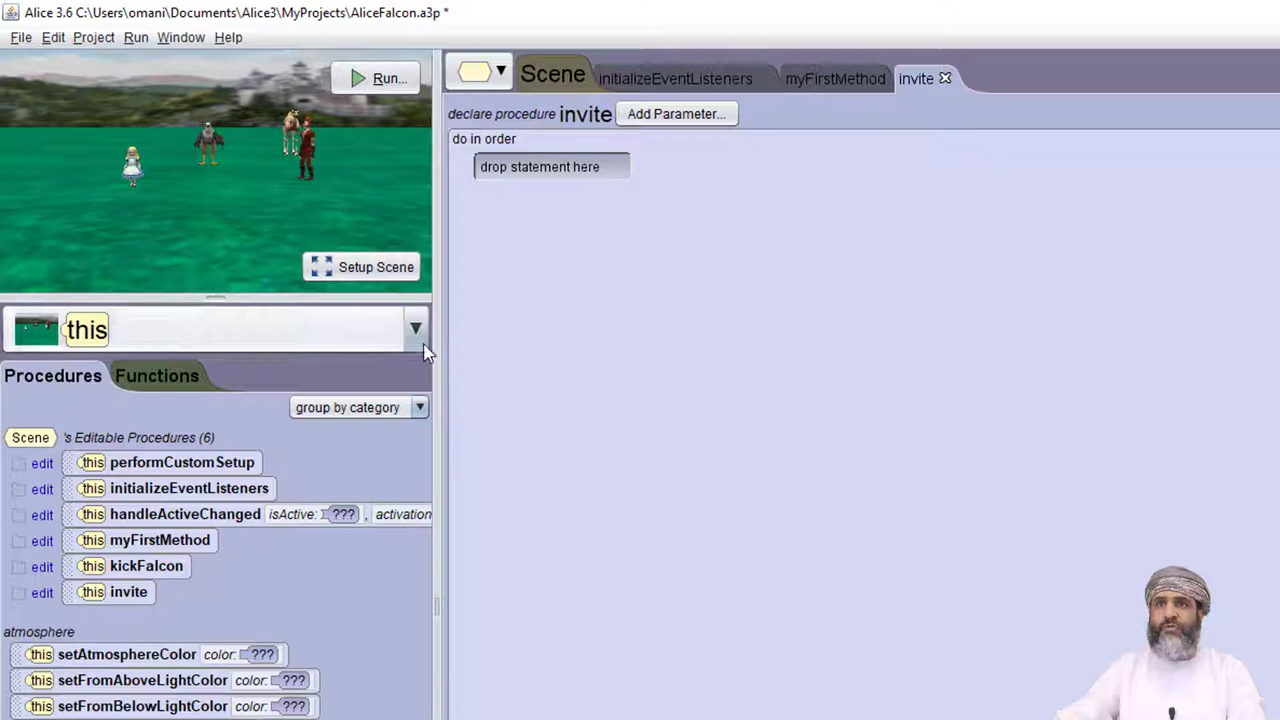 Alice 3.6 C:\Users\omani\Documents\Alice3\MyProjects\AliceFalcon.a3p *
File Edit Project Run Window Help
Run...
Setup Scene
this
Procedures Functions
group by category
Scene 's Editable Procedures (6)
edit this performCustomSetup
edit this initializeEventListeners
edit this handleActiveChanged isActive: ??? , activation
edit this myFirstMethod
edit this kickFalcon
edit this invite
atmosphere
this setAtmosphereColor color: ???
this setFromAboveLightColor color: ???
this setFromBelowLightColor color: ???
Scene initializeEventListeners myFirstMethod invite
declare procedure invite Add Parameter...
do in order
drop statement here